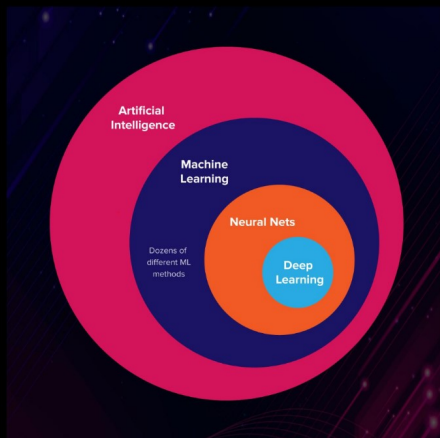 Artificial
Intelligence
Machine
Learning
Neural Nets
Dozens of
different ML
methods
Deep
Learning